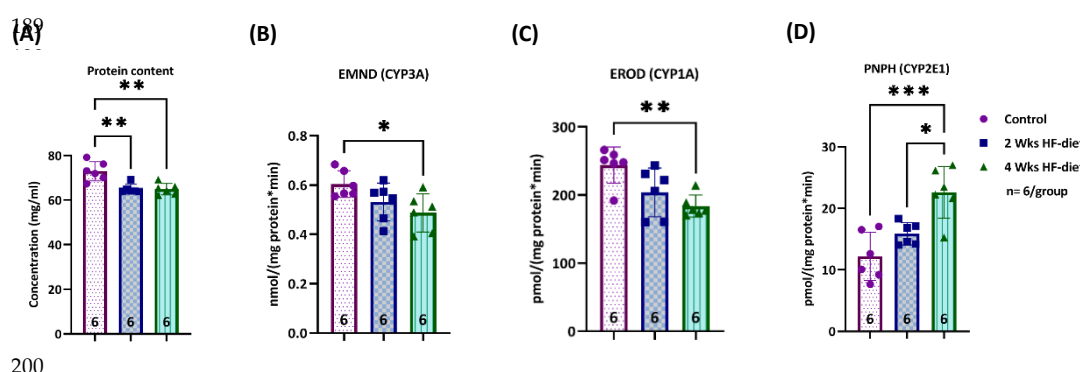 189
(A)
(B)
(C)
(D)
Protein content
**
**
Concentration (mg/ml)
80
60
40
20
0
6
6
6
EMND (CYP3A)
*
nmol/(mg protein*min)
0.8
0.6
0.4
0.2
0.0
6
6
6
EROD (CYP1A)
**
pmol/(mg protein*min)
300
200
100
0
6
6
6
PNPH (CYP2E1)
***
*
pmol/(mg protein*min)
30
20
10
0
6
6
6
Control
2 Wks HF-diet
4 Wks HF-diet
n= 6/group
200